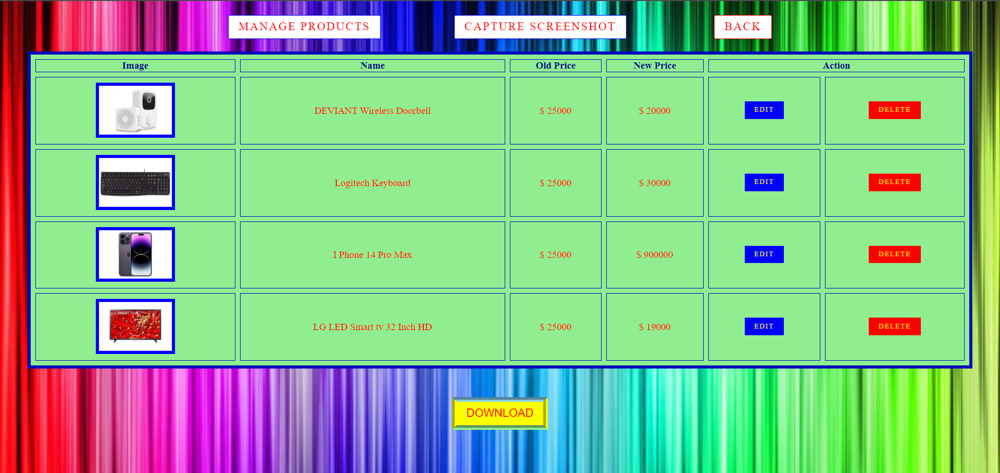 MANAGE PRODUCTS CAPTURE SCREENSHOT BACK
Image Name Old Price New Price Action
DEVIANT Wireless Doorbell $ 25000 $ 20000 EDIT DELETE
Logitech Keyboard $ 25000 $ 30000 EDIT DELETE
I Phone 14 Pro Max $ 25000 $ 900000 EDIT DELETE
LG SMART TV
LG LED Smart tv 32 Inch HD $ 25000 $ 19000 EDIT DELETE
DOWNLOAD